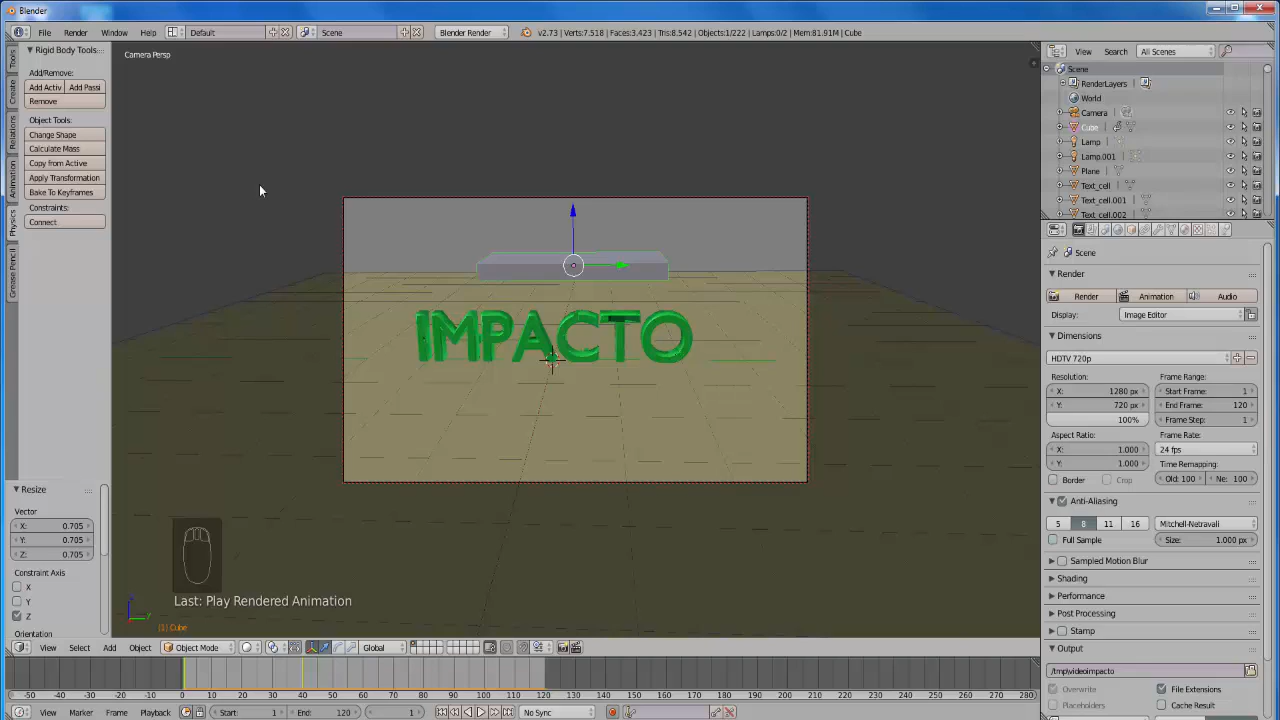 Blender
File Render Window Help Default Scene Blender Render v2.73 | Verts:7.518 | Faces:3.423 | Tris:8.542 | Objects:1/222 | Lamps:0/2 | Mem:81.91M | Cube
Rigid Body Tools
Add/Remove:
Add Activ Add Passi
Remove
Object Tools:
Change Shape
Calculate Mass
Copy from Active
Apply Transformation
Bake To Keyframes
Constraints:
Connect
Tools
Create
Relations
Animation
Physics
Grease Pencil
Resize
Vector
X: 0.705
Y: 0.705
Z: 0.705
Constraint Axis
X
Y
Z
Orientation
Camera Persp
IMPACTO
Last: Play Rendered Animation
(1) Cube
View Select Add Object Object Mode Global
-50 -40 -30 -20 -10 0 10 20 30 40 50 60 70 80 90 100 110 120 130 140 150 160 170 180 190 200 210 220 230 240 250 260 270 280
View Marker Frame Playback Start: 1 End: 120 1 No Sync
View Search All Scenes
Scene
RenderLayers
World
Camera
Cube
Lamp
Lamp.001
Plane
Text_cell
Text_cell.001
Text_cell.002
Scene
Render
Render Animation Audio
Display: Image Editor
Dimensions
HDTV 720p
Resolution: Frame Range:
X: 1280 px Start Frame: 1
Y: 720 px End Frame: 120
100% Frame Step: 1
Aspect Ratio: Frame Rate:
X: 1.000 24 fps
Y: 1.000 Time Remapping:
Border Crop Old: 100 Ne: 100
Anti-Aliasing
5 8 11 16 Mitchell-Netravali
Full Sample Size: 1.000 px
Sampled Motion Blur
Shading
Performance
Post Processing
Stamp
Output
/tmp\videoimpacto
Overwrite File Extensions
Placeholders Cache Result